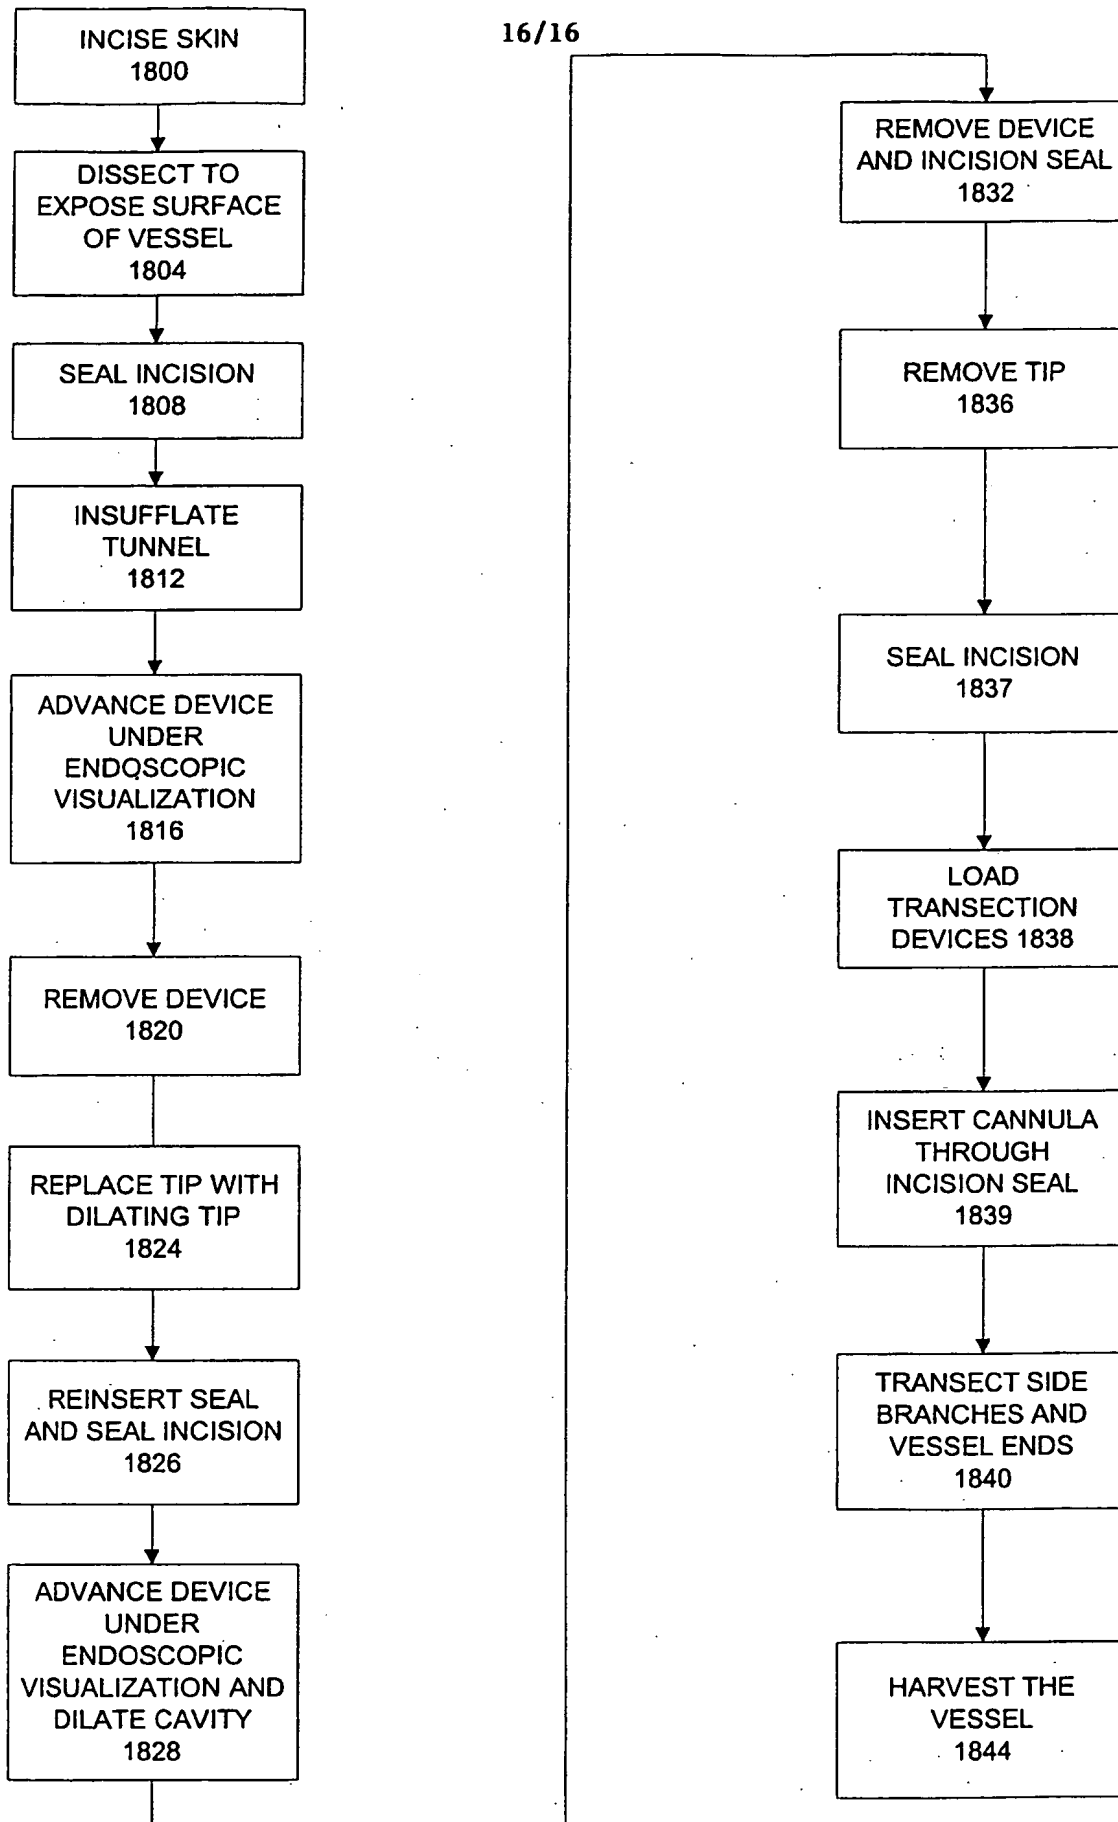 16/16
INCISE SKIN
1800
DISSECT TO
EXPOSE SURFACE
OF VESSEL
1804
SEAL INCISION
1808
INSUFFLATE
TUNNEL
1812
ADVANCE DEVICE
UNDER
ENDOSCOPIC
VISUALIZATION
1816
REMOVE DEVICE
1820
REPLACE TIP WITH
DILATING TIP
1824
REINSERT SEAL
AND SEAL INCISION
1826
ADVANCE DEVICE
UNDER
ENDOSCOPIC
VISUALIZATION AND
DILATE CAVITY
1828
REMOVE DEVICE
AND INCISION SEAL
1832
REMOVE TIP
1836
SEAL INCISION
1837
LOAD
TRANSECTION
DEVICES 1838
INSERT CANNULA
THROUGH
INCISION SEAL
1839
TRANSECT SIDE
BRANCHES AND
VESSEL ENDS
1840
HARVEST THE
VESSEL
1844